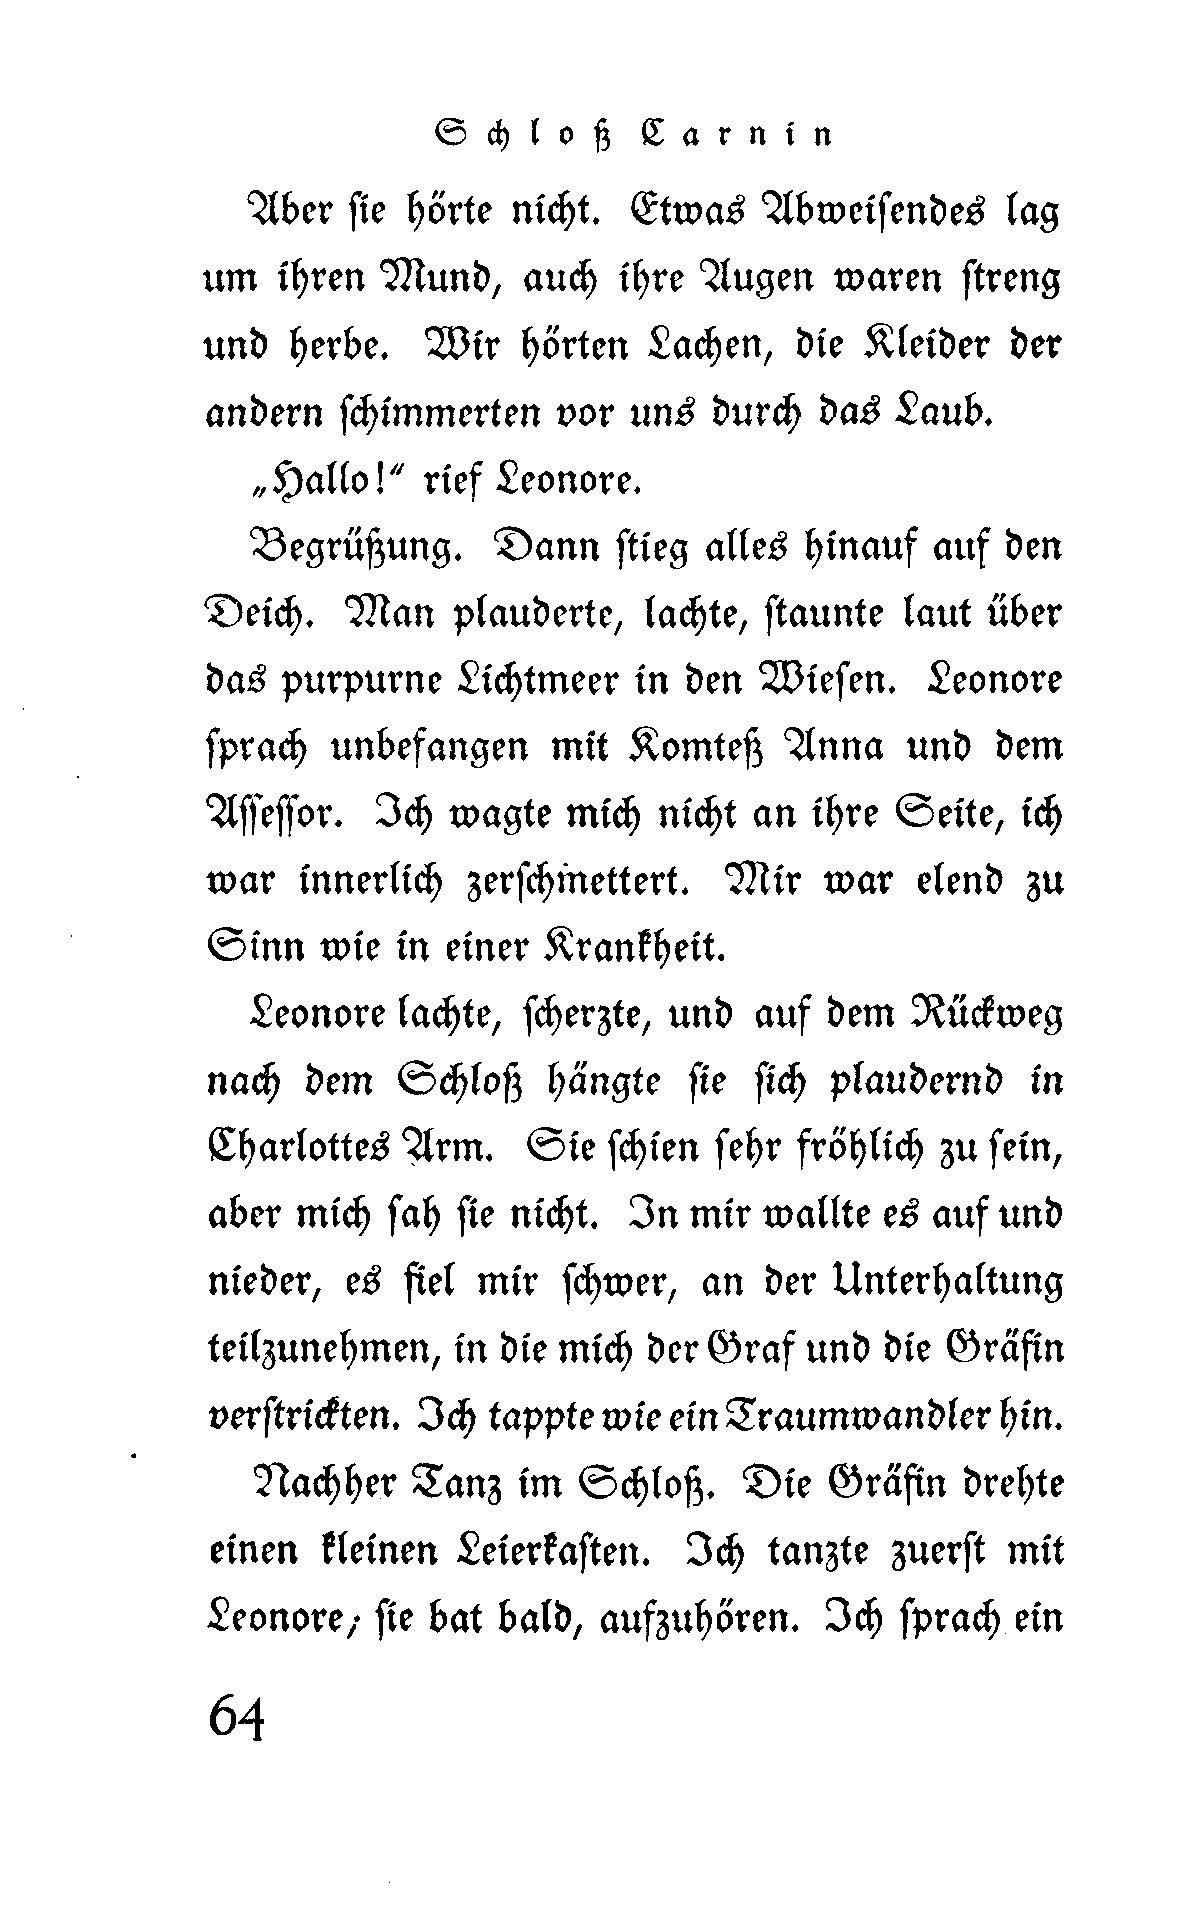 Schloß Carnin
Aber ſie hörte nicht. Etwas Abweiſendes lag
um ihren Mund, auch ihre Augen waren ſtreng
und herbe. Wir hörten Lachen, die Kleider der
andern ſchimmerten vor uns durch das Laub.
„Hallo!“ rief Leonore.
Begrüßung. Dann ſtieg alles hinauf auf den
Deich. Man plauderte, lachte, ſtaunte laut über
das purpurne Lichtmeer in den Wieſen. Leonore
ſprach unbefangen mit Komteß Anna und dem
Aſſeſſor. Ich wagte mich nicht an ihre Seite, ich
war innerlich zerſchmettert. Mir war elend zu
Sinn wie in einer Krankheit.
Leonore lachte, ſcherzte, und auf dem Rückweg
nach dem Schloß hängte ſie ſich plaudernd in
Charlottes Arm. Sie ſchien ſehr fröhlich zu ſein,
aber mich ſah ſie nicht. In mir wallte es auf und
nieder, es fiel mir ſchwer, an der Unterhaltung
teilzunehmen, in die mich der Graf und die Gräfin
verſtrickten. Ich tappte wie ein Traumwandler hin.
Nachher Tanz im Schloß. Die Gräfin drehte
einen kleinen Leierkaſten. Ich tanzte zuerſt mit
Leonore; ſie bat bald, aufzuhören. Ich ſprach ein
64